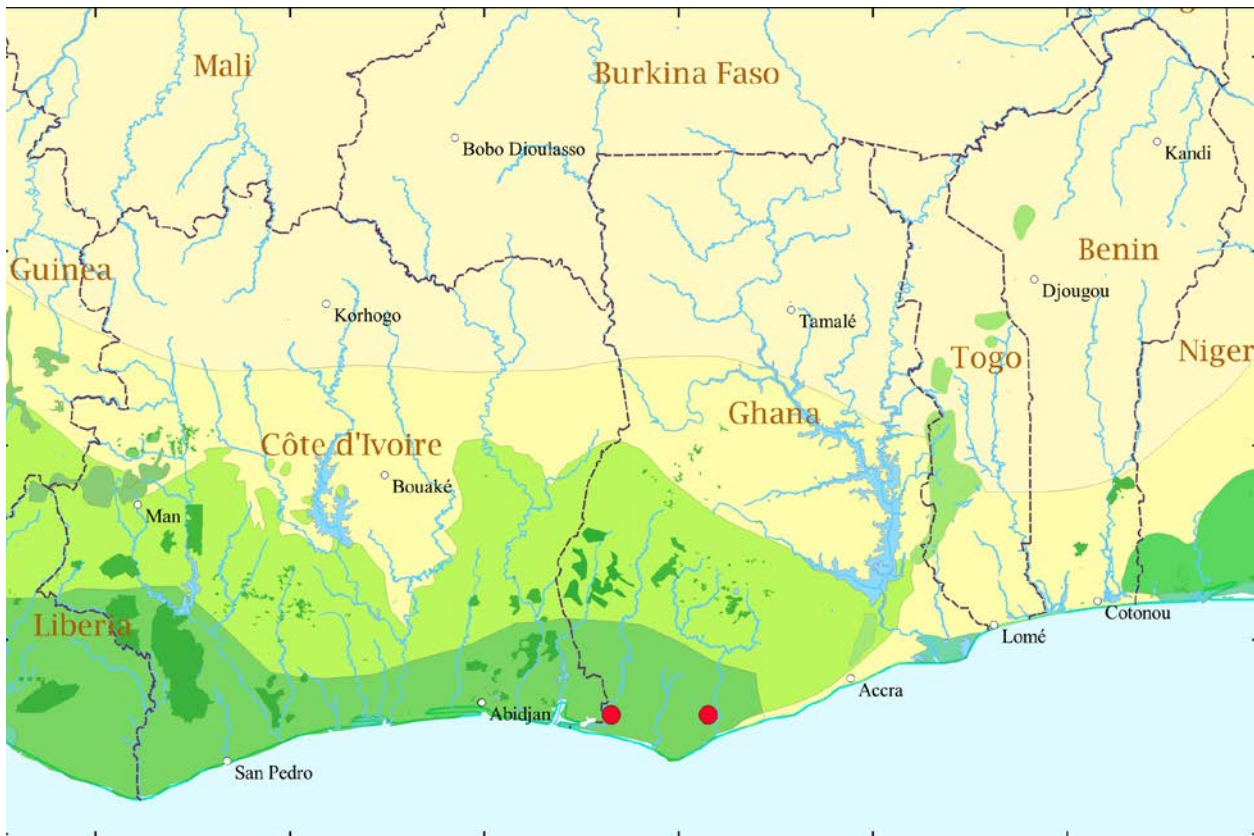 Mali
Burkina Faso
Bobo Dioulasso
Kandi
Guinea
Benin
Djougou
Korhogo
Tamalé
Togo
Niger
Ghana
Côte d'Ivoire
Bouaké
Man
Liberia
Cotonou
Lomé
Accra
Abidjan
San Pedro